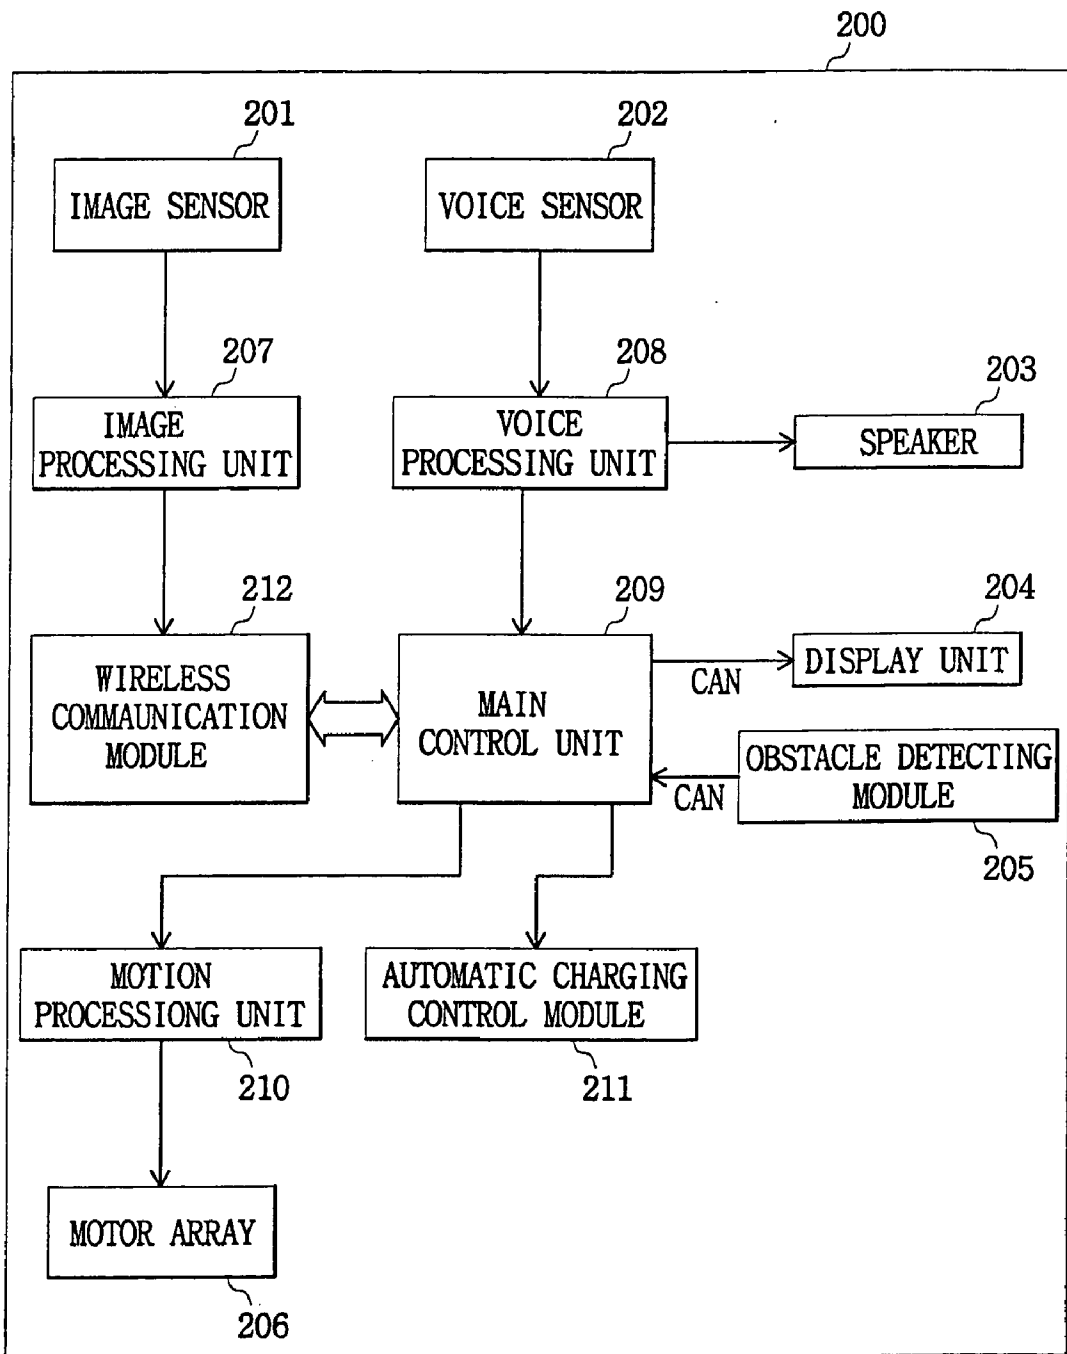 200
201
202
IMAGE SENSOR
VOICE SENSOR
207
208
203
IMAGE
PROCESSING UNIT
VOICE
PROCESSING UNIT
SPEAKER
212
209
204
WIRELESS
COMMAUNICATION
MODULE
MAIN
CONTROL UNIT
CAN
DISPLAY UNIT
CAN
OBSTACLE DETECTING
MODULE
205
MOTION
PROCESSIONG UNIT
AUTOMATIC CHARGING
CONTROL MODULE
210
211
MOTOR ARRAY
206